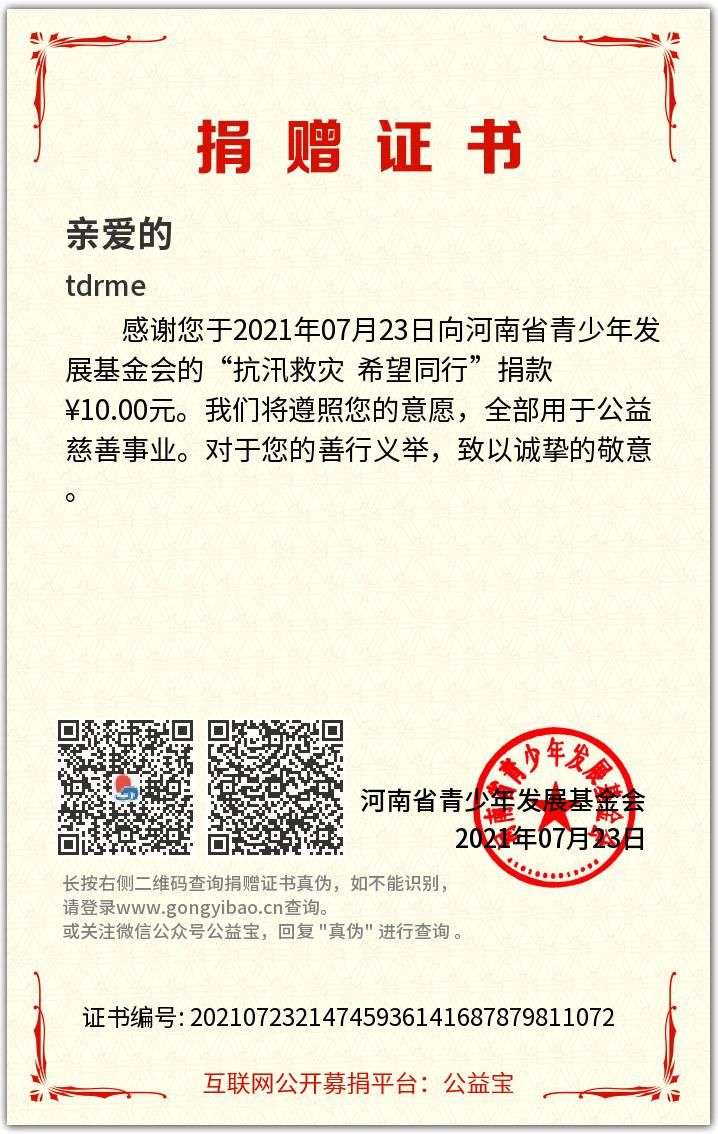 捐赠证书
亲爱的
tdrme
感谢您于2021年07月23日向河南省青少年发
展基金会的“抗汛救灾 希望同行”捐款
¥10.00元。我们将遵照您的意愿，全部用于公益
慈善事业。对于您的善行义举，致以诚挚的敬意
。
河南省青少年发展基金会
河南省青少年发展基金会
2021年07月23日
长按右侧二维码查询捐赠证书真伪，如不能识别，
请登录www.gongyibao.cn查询。
或关注微信公众号公益宝，回复 "真伪" 进行查询 。
证书编号: 20210723214745936141687879811072
互联网公开募捐平台：公益宝